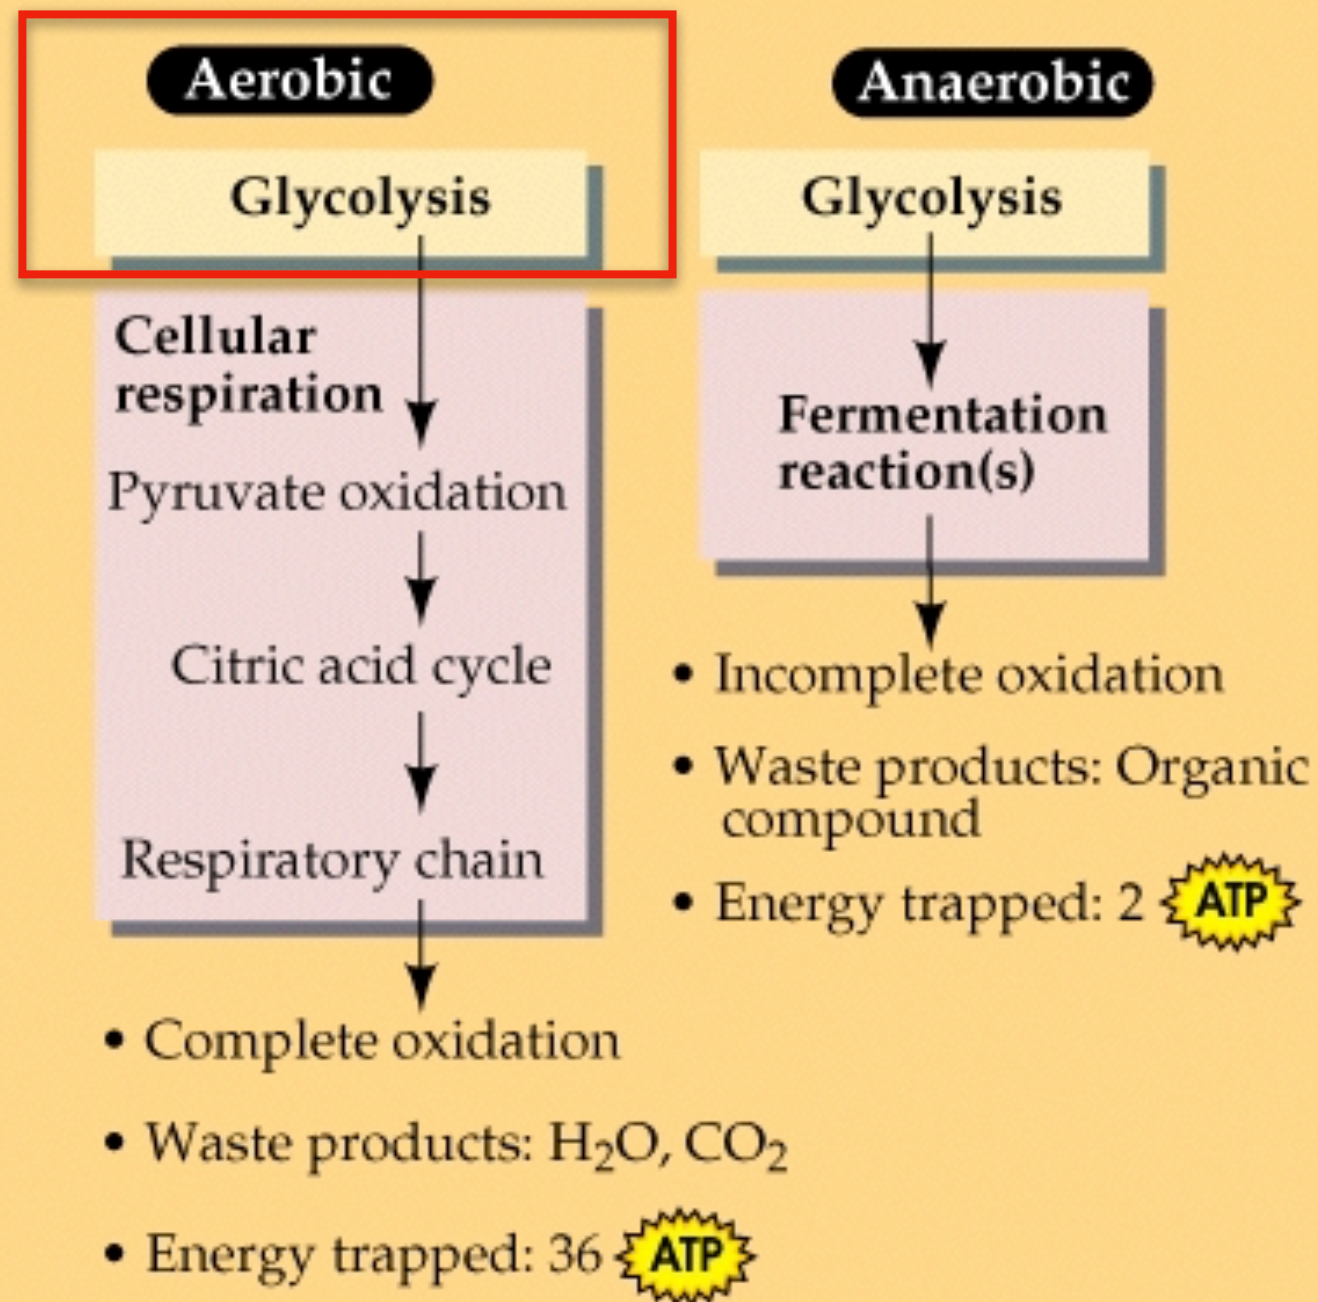 Aerobic
Glycolysis
Cellular
respiration
Pyruvate oxidation
Citric acid cycle
Respiratory chain
• Complete oxidation
• Waste products: H₂O, CO₂
• Energy trapped: 36 ATP
Anaerobic
Glycolysis
Fermentation
reaction(s)
• Incomplete oxidation
• Waste products: Organic
compound
• Energy trapped: 2 ATP